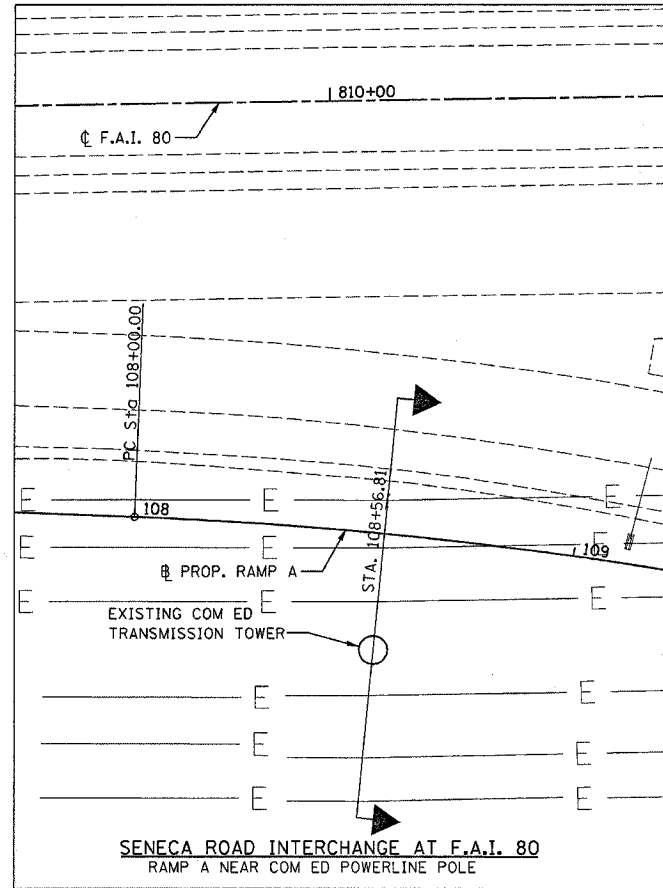 810+00
℄ F.A.I. 80
PC Sta 108+00.00
STA. 108+56.81
E E E
108
E E E
109
B PROP. RAMP A
E E E
EXISTING COM ED
TRANSMISSION TOWER
E E
E E
E E
SENECA ROAD INTERCHANGE AT F.A.I. 80
RAMP A NEAR COM ED POWERLINE POLE